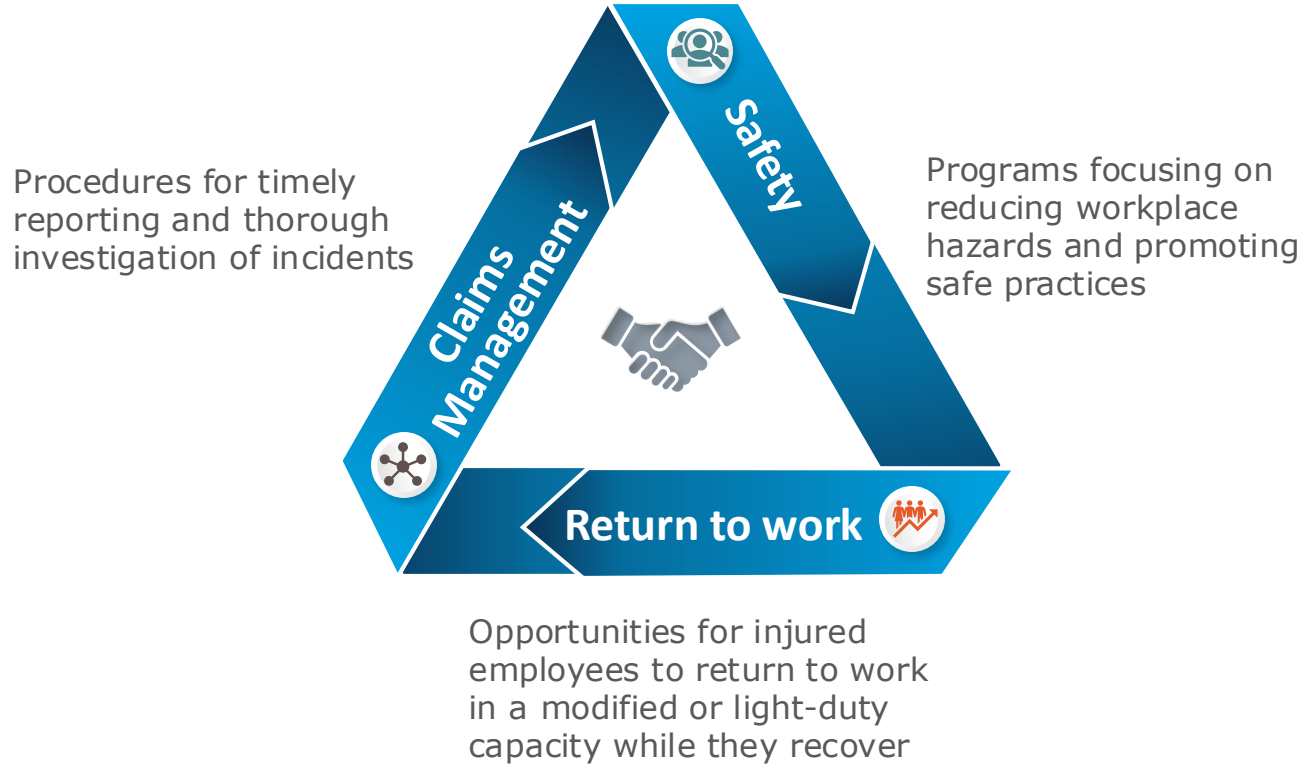 Procedures for timely
reporting and thorough
investigation of incidents
Claims
Management
Safety
Programs focusing on
reducing workplace
hazards and promoting
safe practices
Return to work
Opportunities for injured
employees to return to work
in a modified or light-duty
capacity while they recover